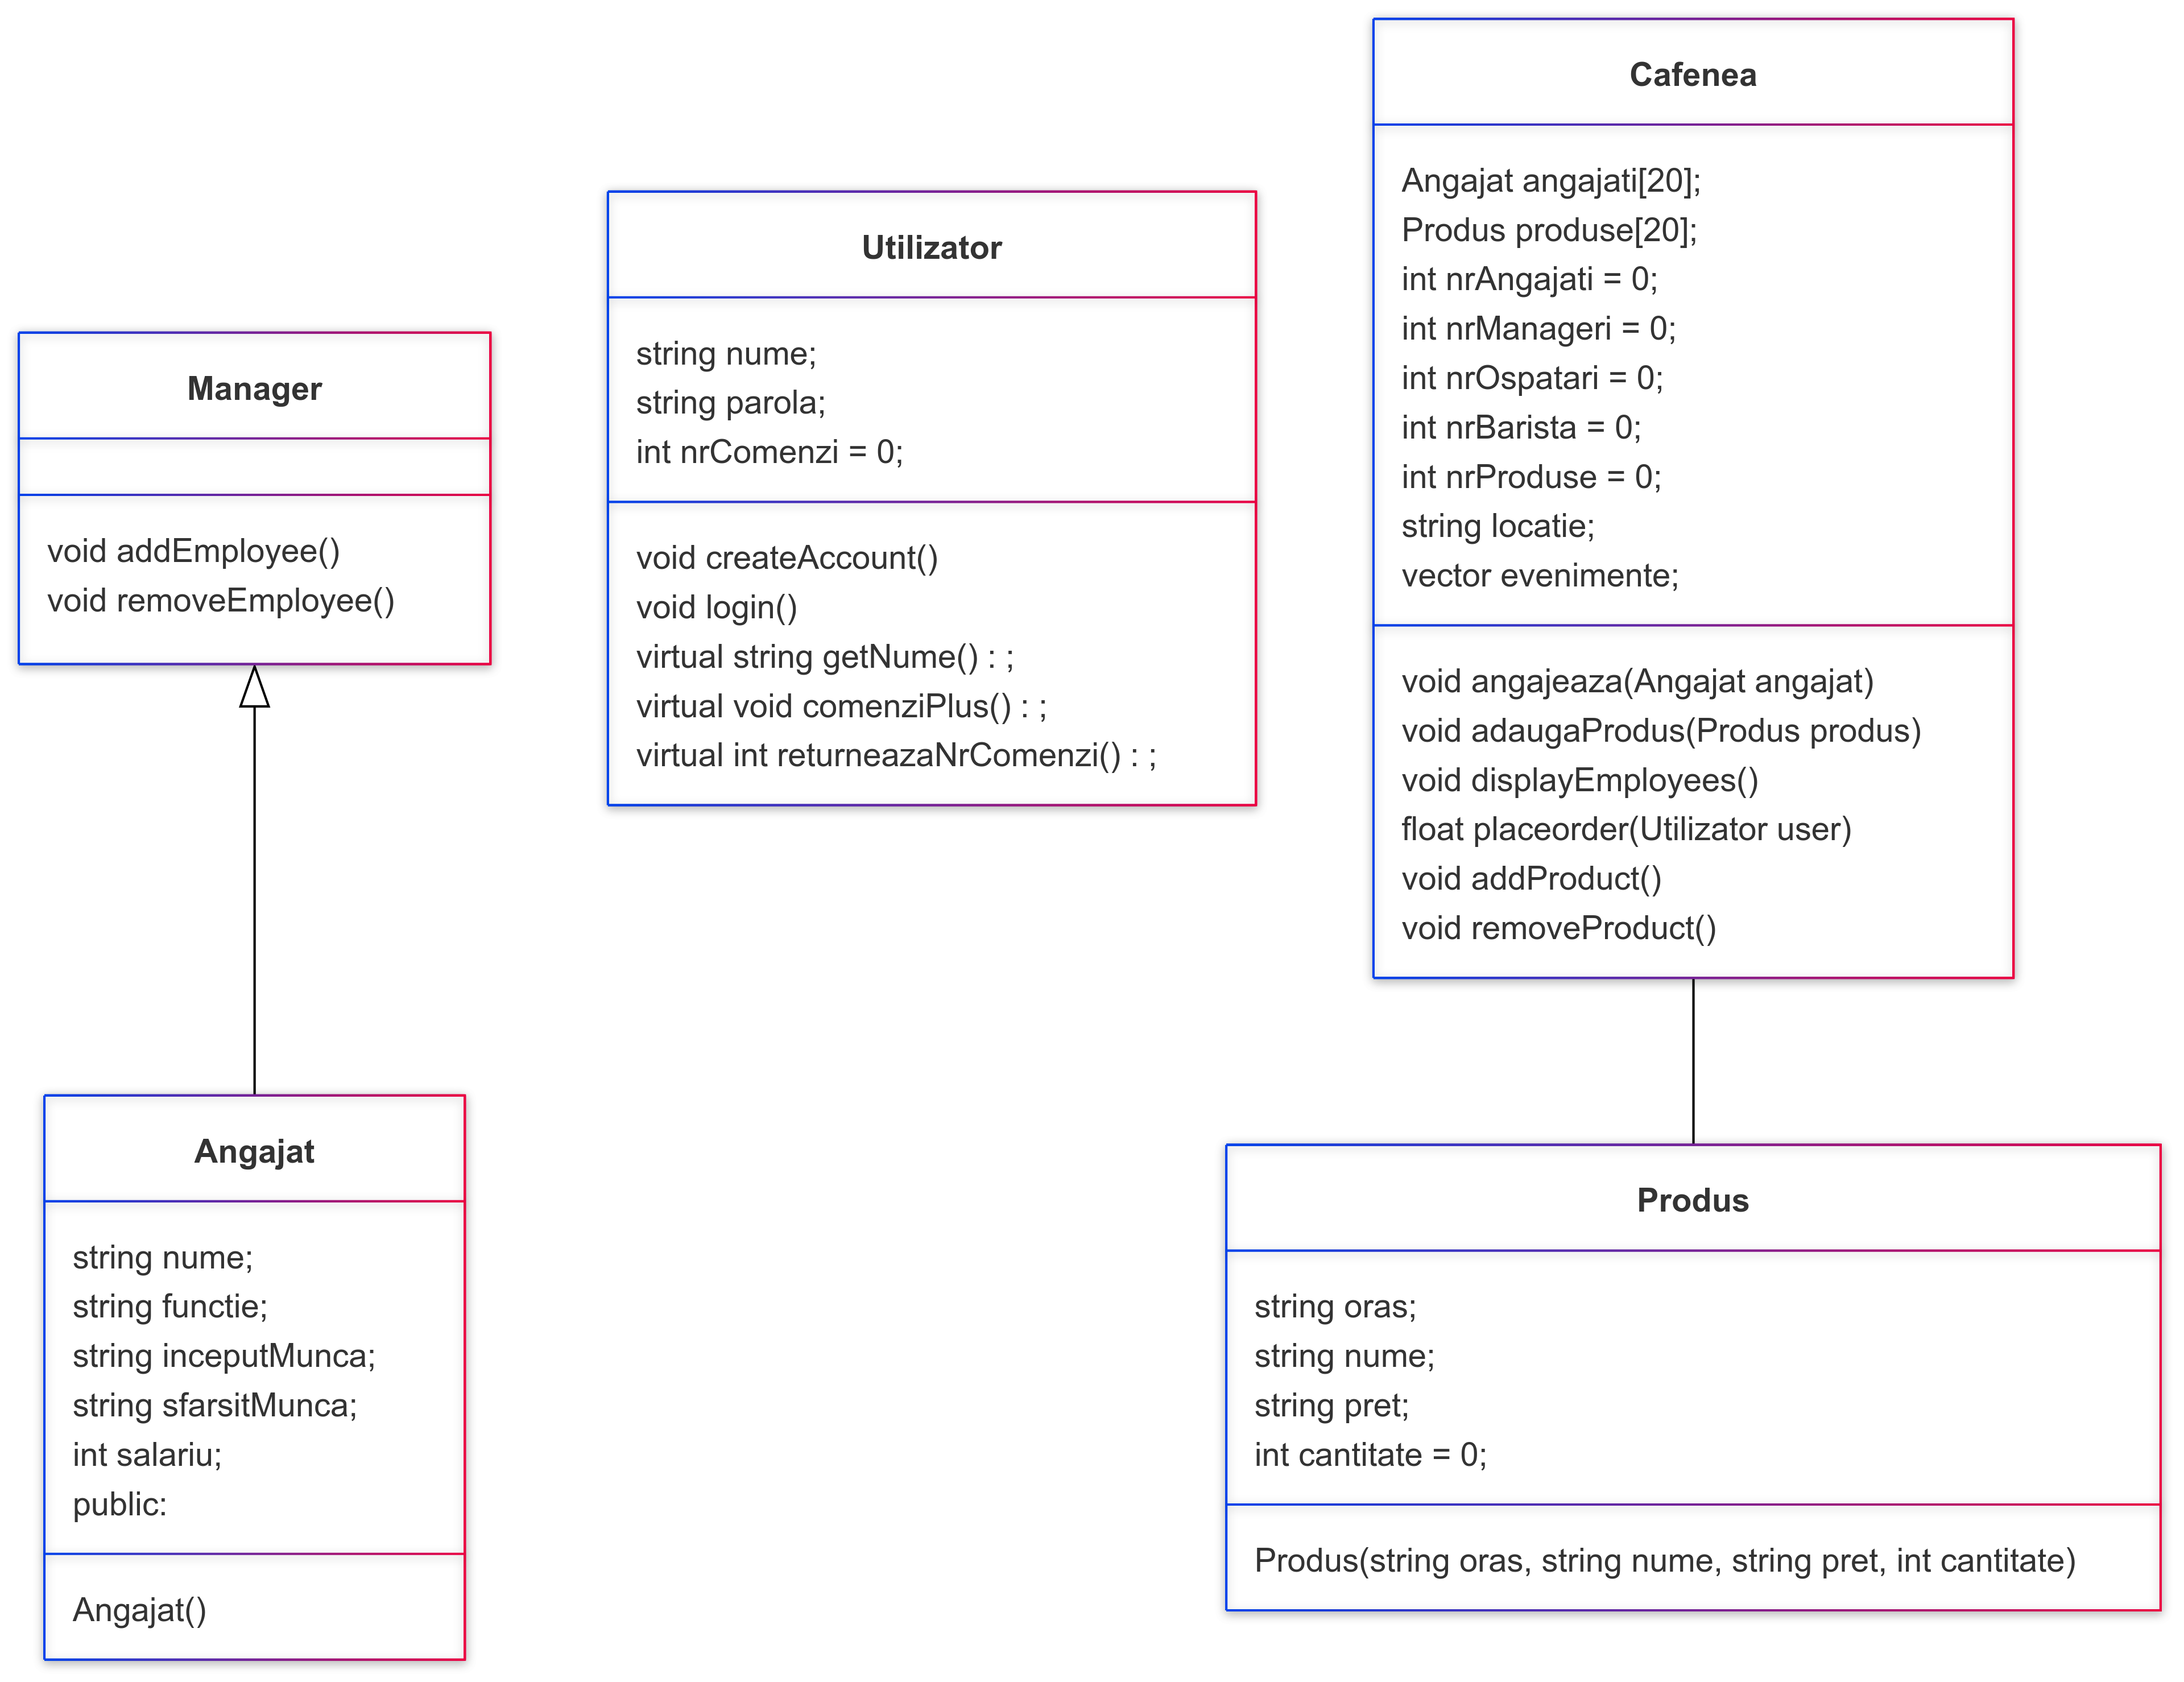 Manager
void addEmployee()
void removeEmployee()
Angajat
string nume;
string functie;
string inceputMunca;
string sfarsitMunca;
int salariu;
public:
Angajat()
Utilizator
string nume;
string parola;
int nrComenzi = 0;
void createAccount()
void login()
virtual string getNume() : ;
virtual void comenziPlus() : ;
virtual int returneazaNrComenzi() : ;
Cafenea
Angajat angajati[20];
Produs produse[20];
int nrAngajati = 0;
int nrManageri = 0;
int nrOspatari = 0;
int nrBarista = 0;
int nrProduse = 0;
string locatie;
vector evenimente;
void angajeaza(Angajat angajat)
void adaugaProdus(Produs produs)
void displayEmployees()
float placeorder(Utilizator user)
void addProduct()
void removeProduct()
Produs
string oras;
string nume;
string pret;
int cantitate = 0;
Produs(string oras, string nume, string pret, int cantitate)